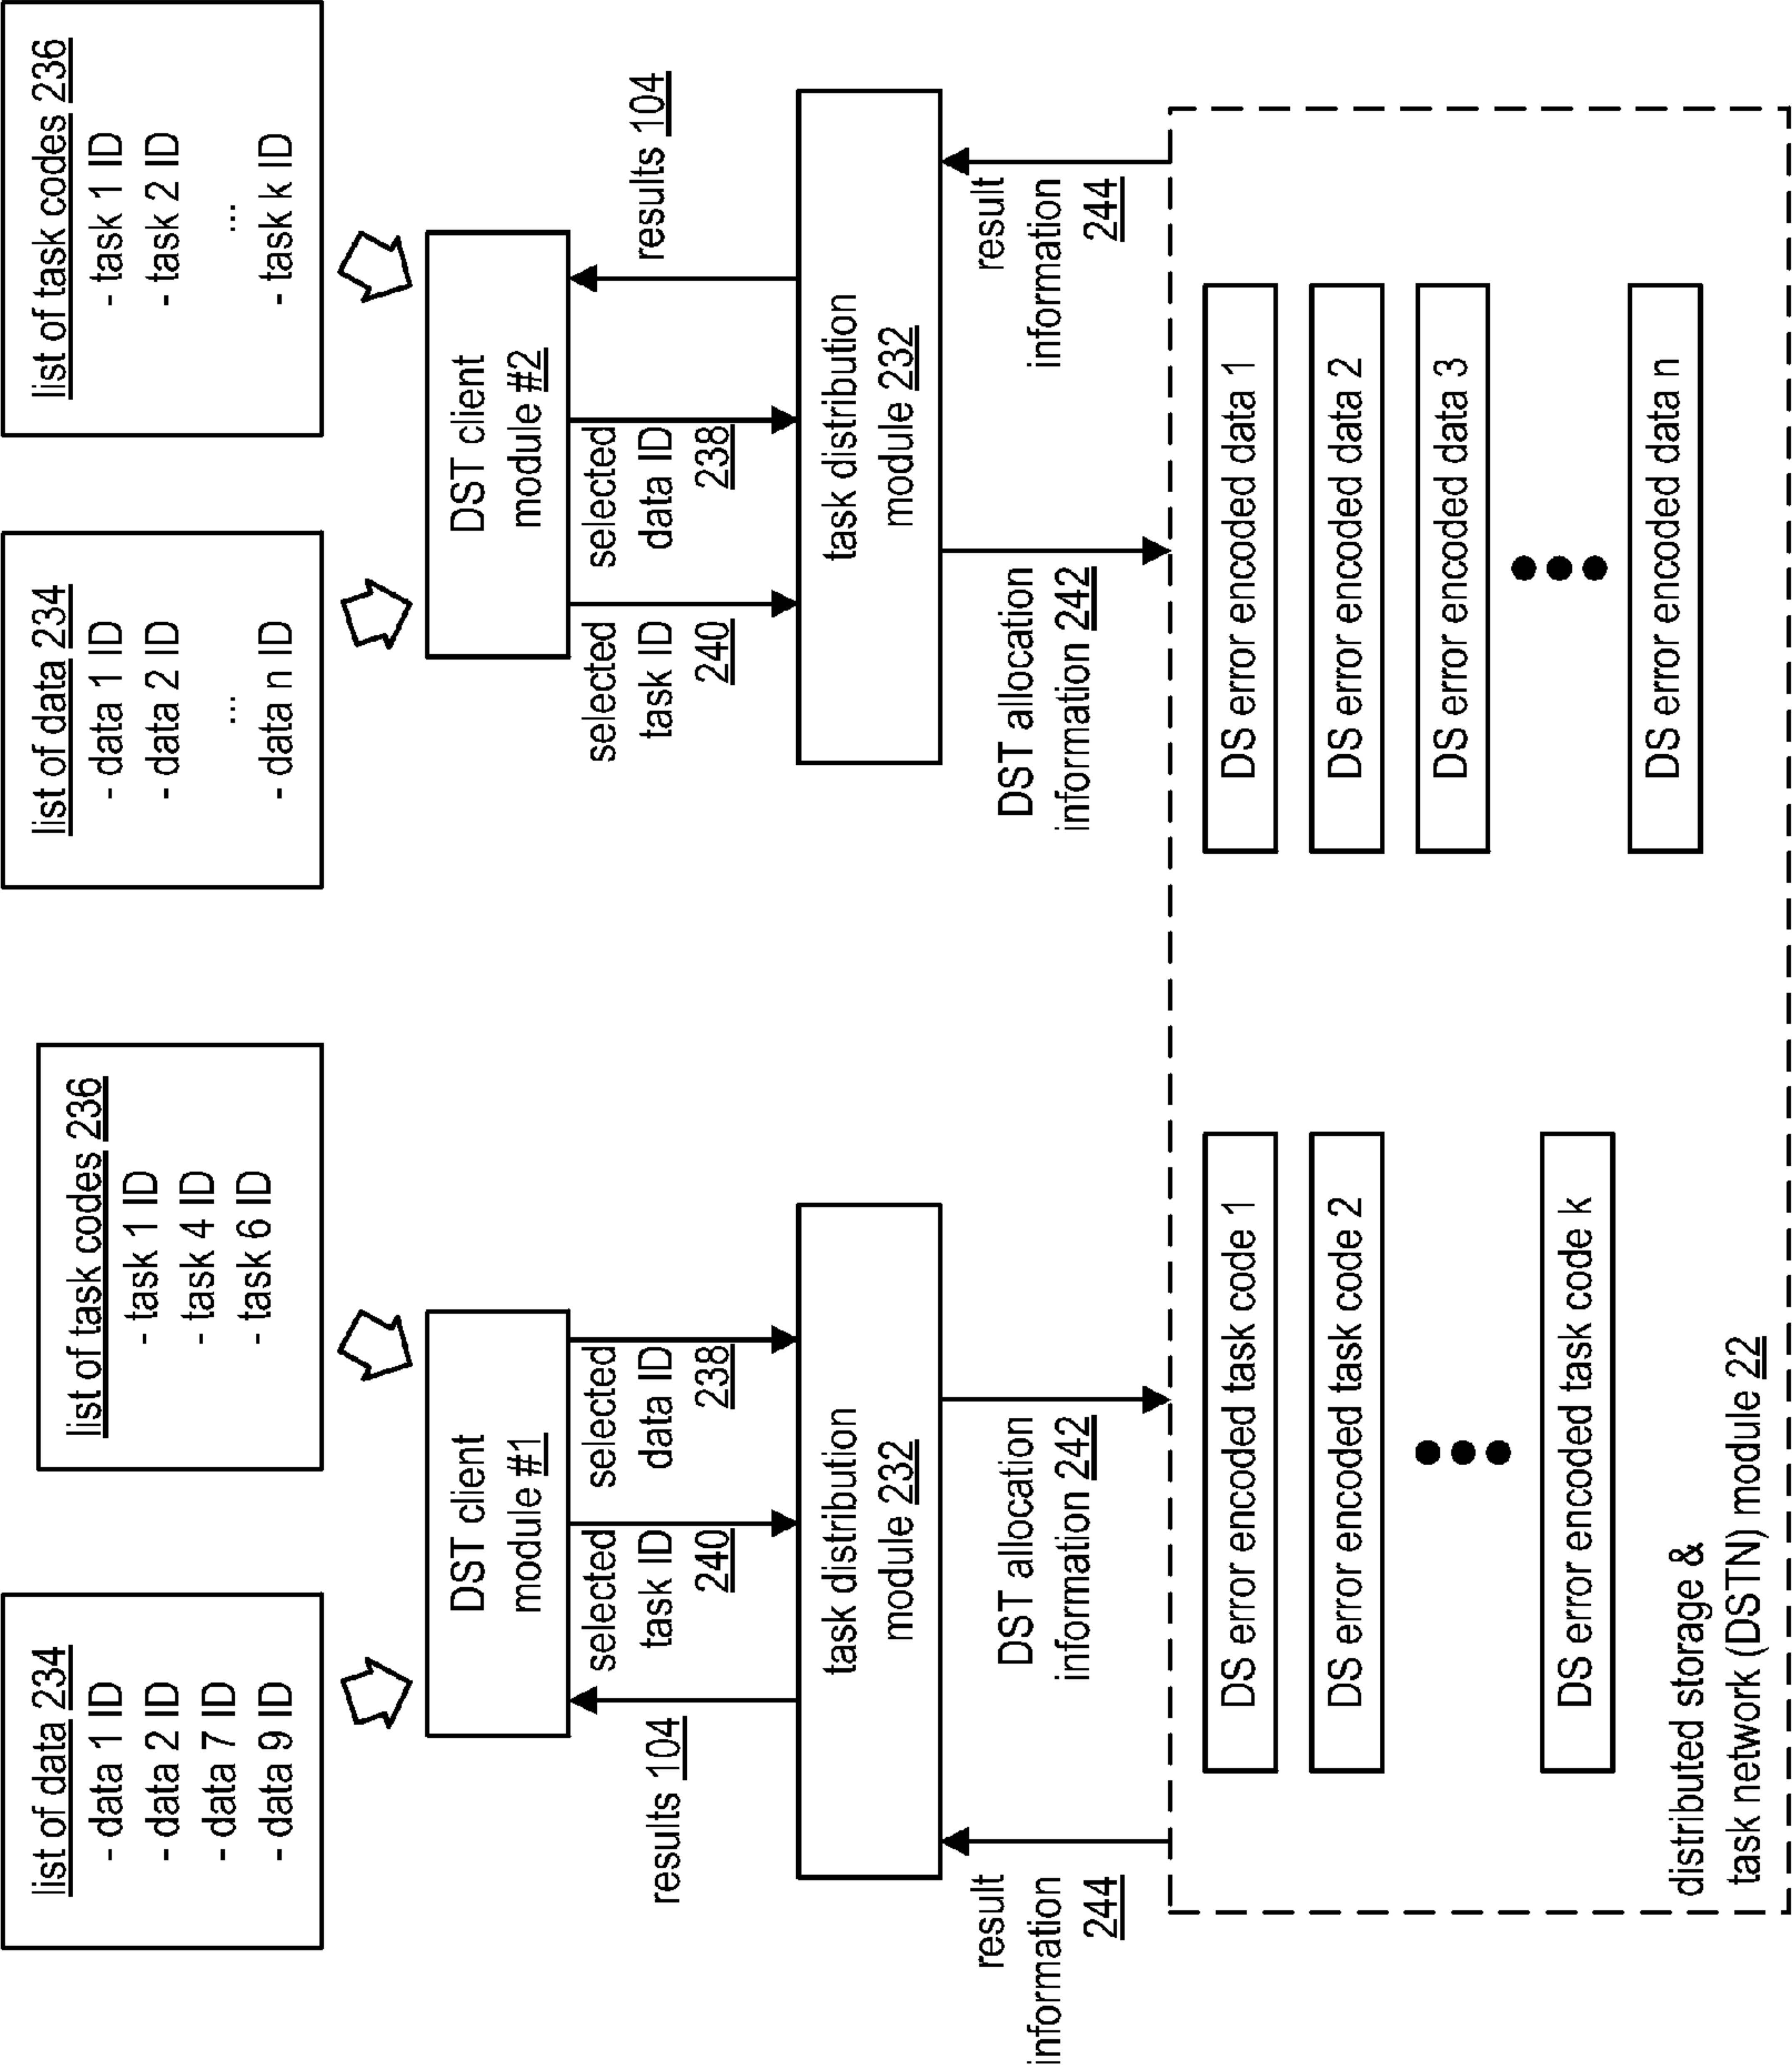 list of data 234
- data 1 ID
- data 2 ID
- data 7 ID
- data 9 ID
list of task codes 236
- task 1 ID
- task 4 ID
- task 6 ID
list of data 234
- data 1 ID
- data 2 ID
...
- data n ID
list of task codes 236
- task 1 ID
- task 2 ID
...
- task k ID
DST client
module #1
DST client
module #2
results 104
selected
task ID
240
selected
data ID
238
selected
task ID
240
selected
data ID
238
results 104
task distribution
module 232
task distribution
module 232
result
information
244
DST allocation
information 242
DST allocation
information 242
result
information
244
DS error encoded task code 1
DS error encoded task code 2
DS error encoded task code k
DS error encoded data 1
DS error encoded data 2
DS error encoded data 3
DS error encoded data n
distributed storage &
task network (DSTN) module 22